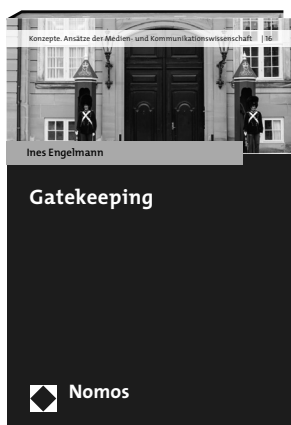 Konzepte. Ansätze der Medien- und Kommunikationswissenschaft | 16
Ines Engelmann
Gatekeeping
Nomos